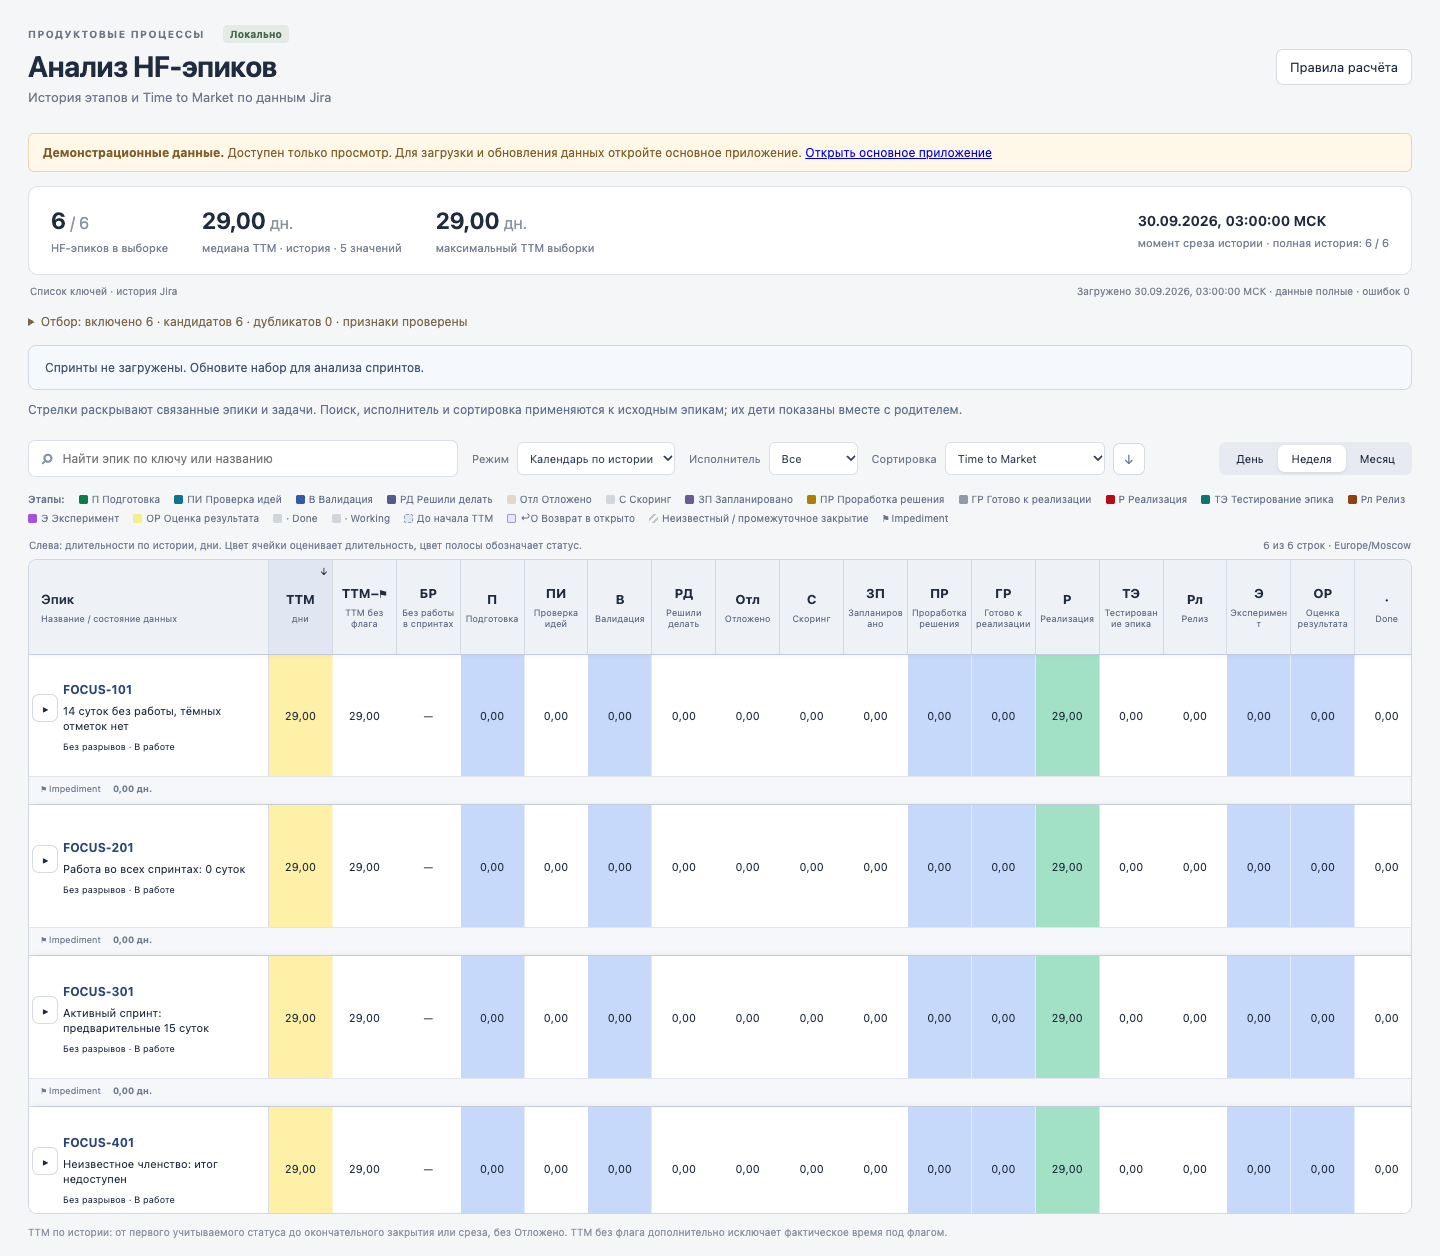 ПРОДУКТОВЫЕ ПРОЦЕССЫ Локально
Анализ HF-эпиков
Правила расчёта
История этапов и Time to Market по данным Jira
Демонстрационные данные. Доступен только просмотр. Для загрузки и обновления данных откройте основное приложение. Открыть основное приложение
6 / 6 29,00 дн. 29,00 дн. 30.09.2026, 03:00:00 МСК
HF-эпиков в выборке медиана TTM · история · 5 значений максимальный TTM выборки момент среза истории · полная история: 6 / 6
Список ключей · история Jira Загружено 30.09.2026, 03:00:00 МСК · данные полные · ошибок 0
▶ Отбор: включено 6 · кандидатов 6 · дубликатов 0 · признаки проверены
Спринты не загружены. Обновите набор для анализа спринтов.
Стрелки раскрывают связанные эпики и задачи. Поиск, исполнитель и сортировка применяются к исходным эпикам; их дети показаны вместе с родителем.
Найти эпик по ключу или названию Режим Календарь по истории Исполнитель Все Сортировка Time to Market ↓ День Неделя Месяц
Этапы: П Подготовка ПИ Проверка идей В Валидация РД Решили делать Отл Отложено С Скоринг ЗП Запланировано ПР Проработка решения ГР Готово к реализации Р Реализация ТЭ Тестирование эпика Рл Релиз
Э Эксперимент ОР Оценка результата · Done · Working До начала TTM ↩О Возврат в открыто Неизвестный / промежуточное закрытие ⚑ Impediment
Слева: длительности по истории, дни. Цвет ячейки оценивает длительность, цвет полосы обозначает статус. 6 из 6 строк · Europe/Moscow
↓
Эпик TTM TTM−⚑ БР П ПИ В РД Отл С ЗП ПР ГР Р ТЭ Рл Э ОР ·
Название / состояние данных дни TTM без Без работы Подготовка Проверка Валидация Решили Отложено Скоринг Запланиров Проработка Готово к Реализация Тестирован Релиз Эксперимен Оценка Done
флага в спринтах идей делать ано решения реализации ие эпика т результата
FOCUS-101
14 суток без работы, тёмных
отметок нет
Без разрывов · В работе
▸ 29,00 29,00 — 0,00 0,00 0,00 0,00 0,00 0,00 0,00 0,00 0,00 29,00 0,00 0,00 0,00 0,00 0,00
⚑ Impediment 0,00 дн.
FOCUS-201
Работа во всех спринтах: 0 суток
Без разрывов · В работе
▸ 29,00 29,00 — 0,00 0,00 0,00 0,00 0,00 0,00 0,00 0,00 0,00 29,00 0,00 0,00 0,00 0,00 0,00
⚑ Impediment 0,00 дн.
FOCUS-301
Активный спринт:
предварительные 15 суток
Без разрывов · В работе
▸ 29,00 29,00 — 0,00 0,00 0,00 0,00 0,00 0,00 0,00 0,00 0,00 29,00 0,00 0,00 0,00 0,00 0,00
⚑ Impediment 0,00 дн.
FOCUS-401
Неизвестное членство: итог
недоступен
Без разрывов · В работе
▸ 29,00 29,00 — 0,00 0,00 0,00 0,00 0,00 0,00 0,00 0,00 0,00 29,00 0,00 0,00 0,00 0,00 0,00
TTM по истории: от первого учитываемого статуса до окончательного закрытия или среза, без Отложено. TTM без флага дополнительно исключает фактическое время под флагом.